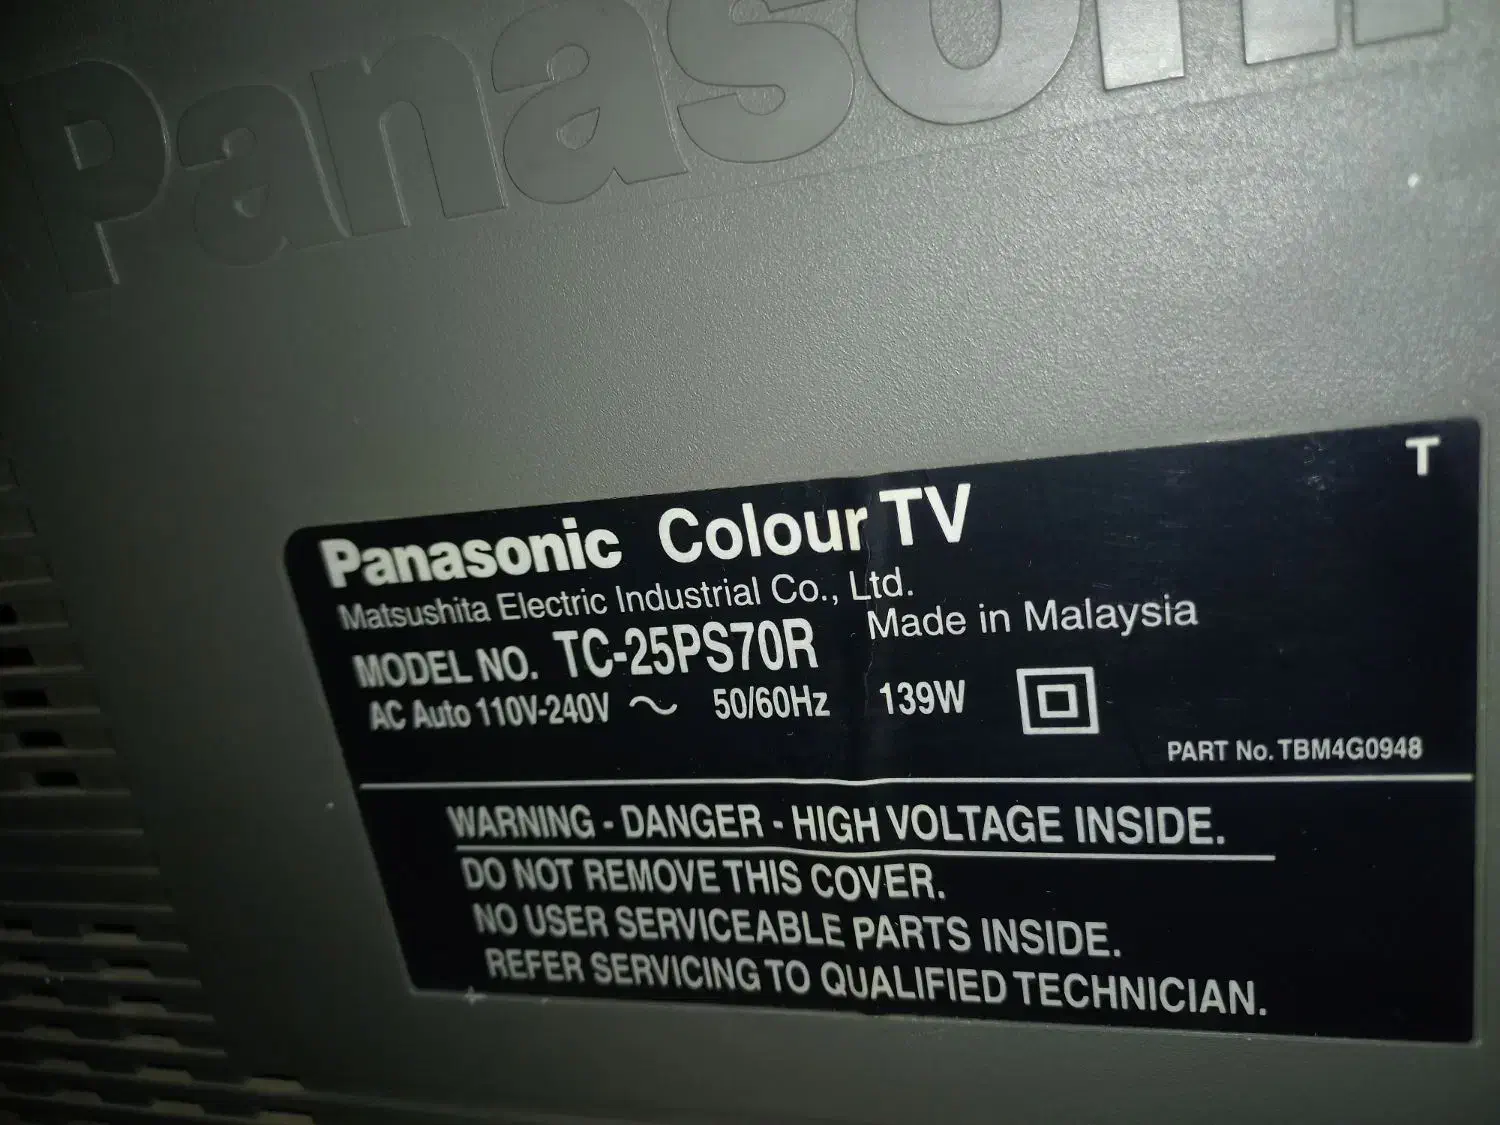 Panasoni
T
Panasonic Colour TV
Matsushita Electric Industrial Co., Ltd.
Made in Malaysia
MODEL NO. TC-25PS70R
AC Auto 110V-240V ~ 50/60Hz 139W
PART No. TBM4G0948
WARNING - DANGER - HIGH VOLTAGE INSIDE.
DO NOT REMOVE THIS COVER.
NO USER SERVICEABLE PARTS INSIDE.
REFER SERVICING TO QUALIFIED TECHNICIAN.